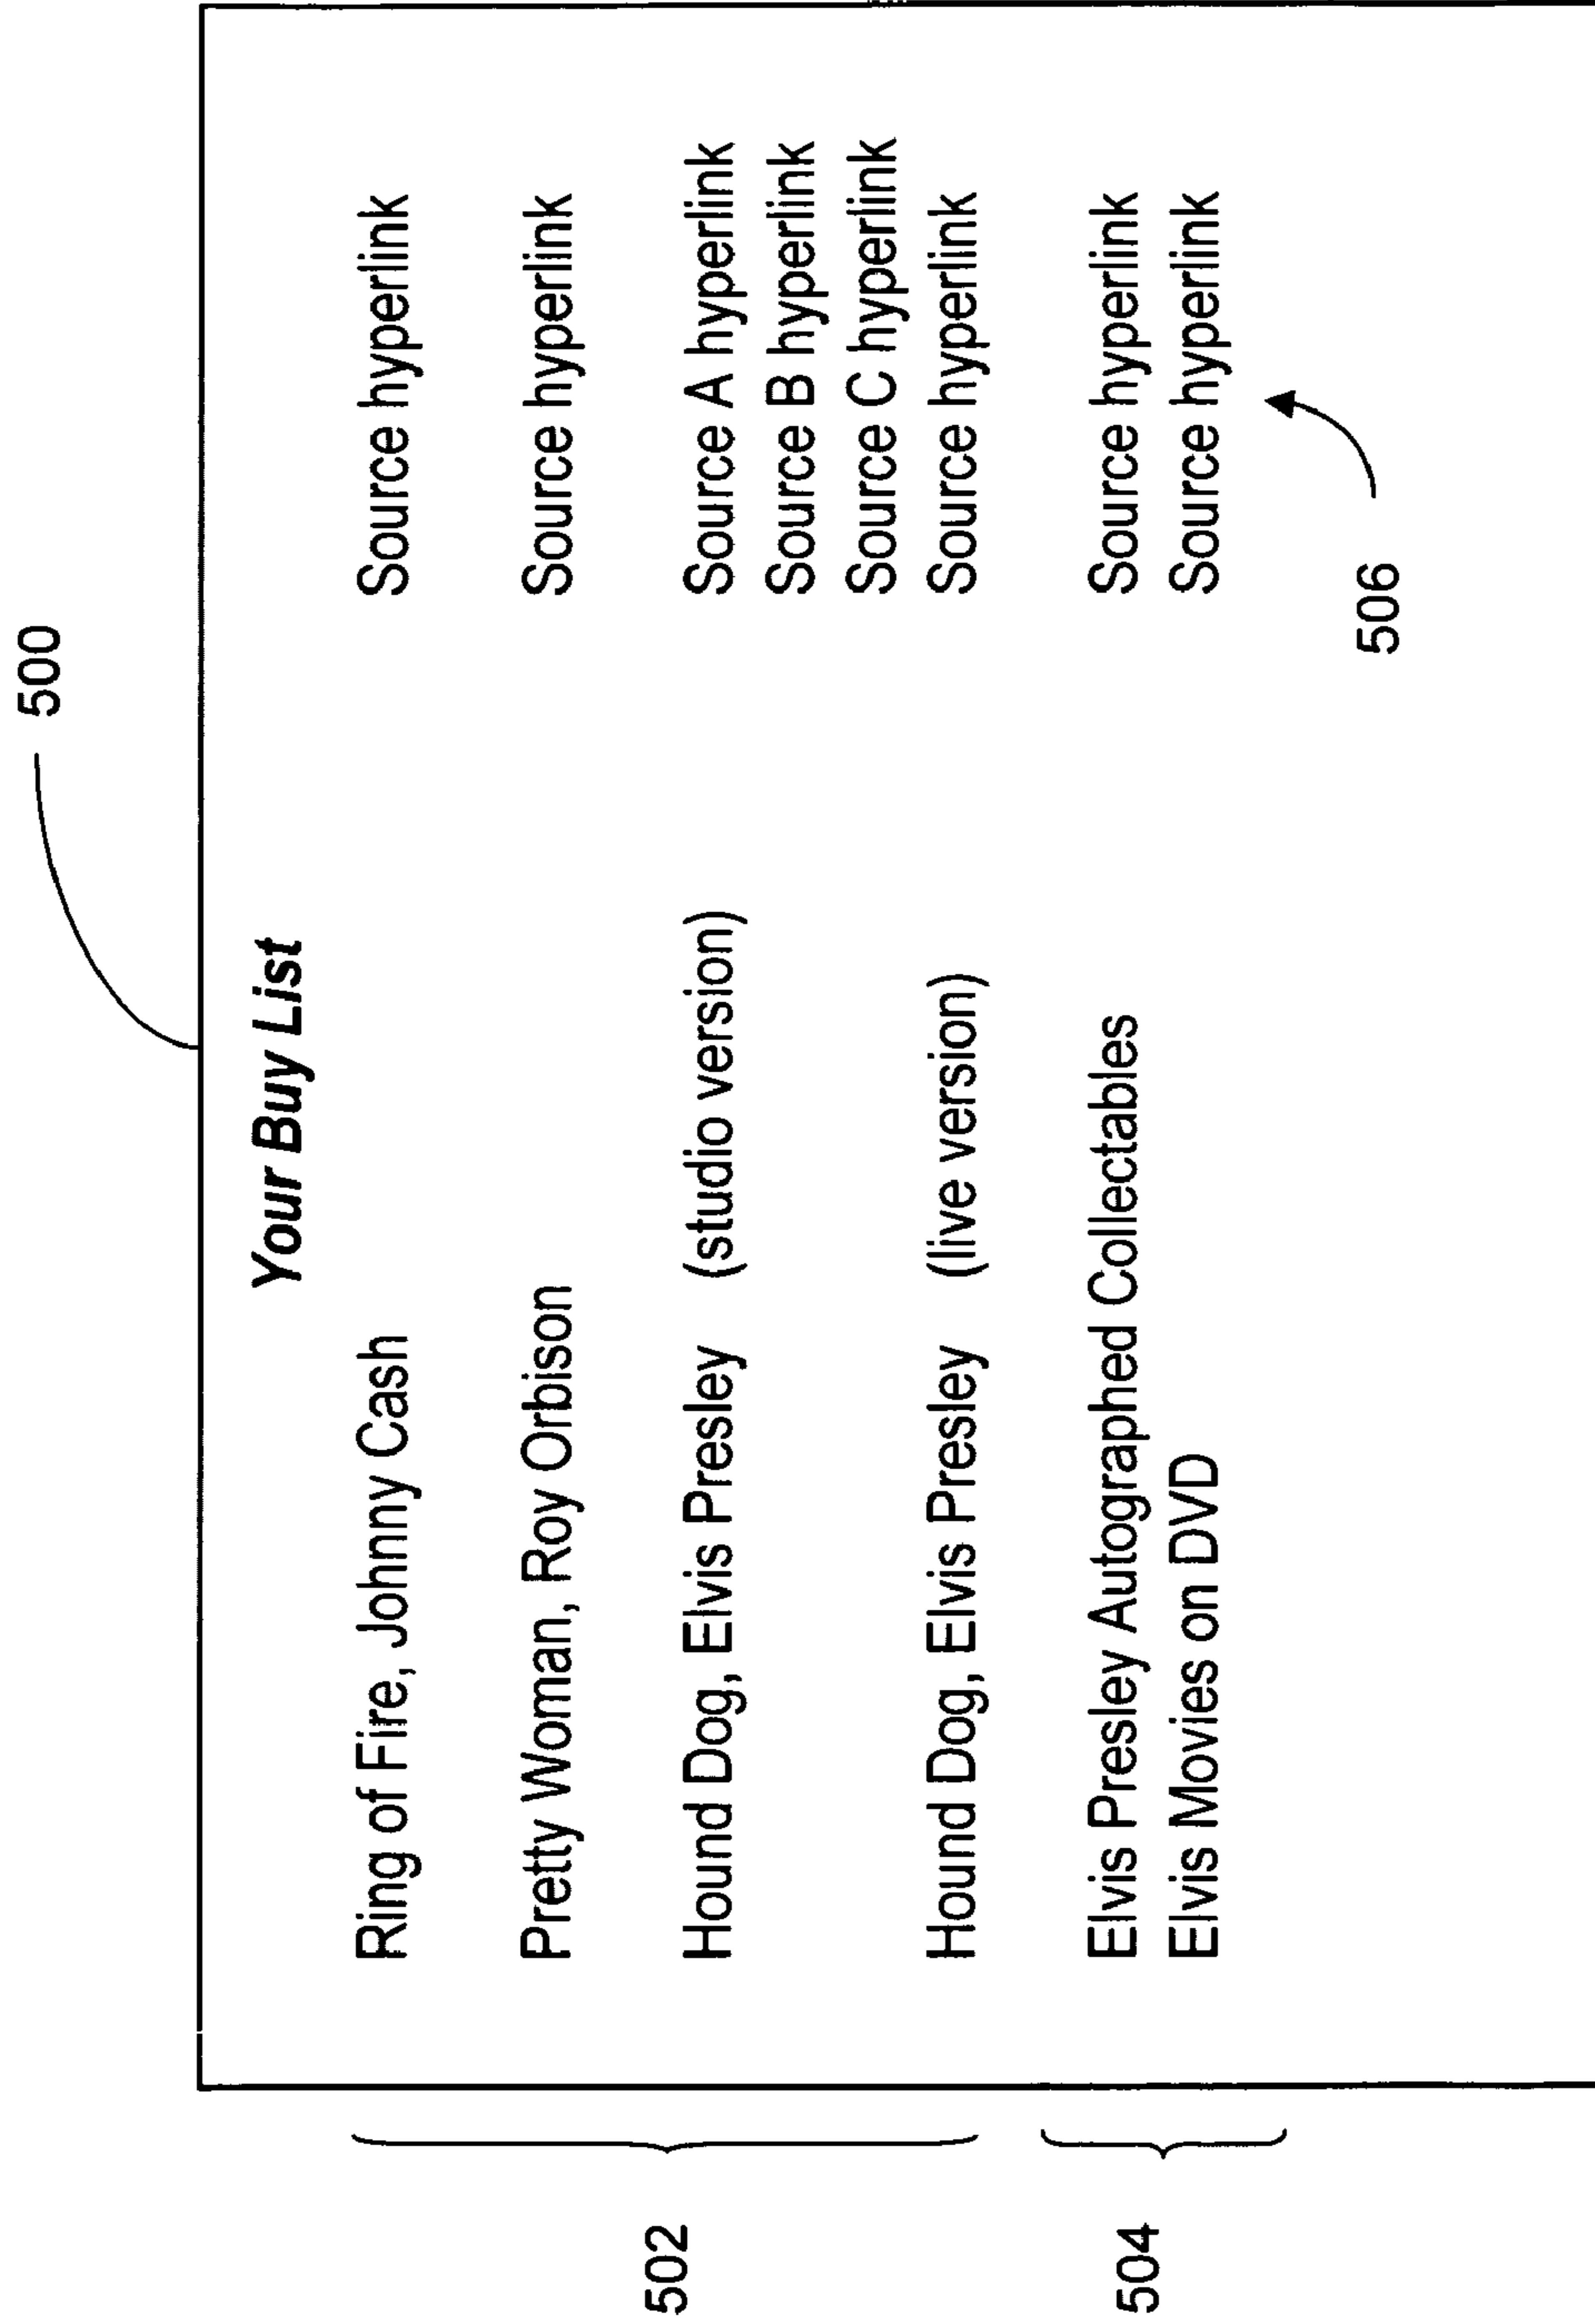 500
Your Buy List
Ring of Fire, Johnny Cash Source hyperlink
Pretty Woman, Roy Orbison Source hyperlink
Hound Dog, Elvis Presley (studio version) Source A hyperlink
Source B hyperlink
Source C hyperlink
Hound Dog, Elvis Presley (live version) Source hyperlink
Elvis Presley Autographed Collectables Source hyperlink
Elvis Movies on DVD Source hyperlink
502
504
506